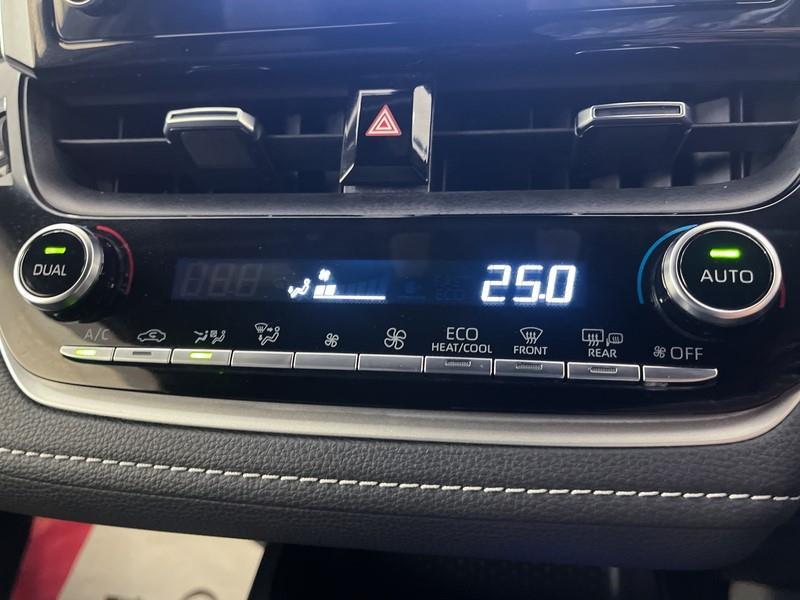 25.0
DUAL
AUTO
A/C
ECO
HEAT/COOL
FRONT
REAR
OFF